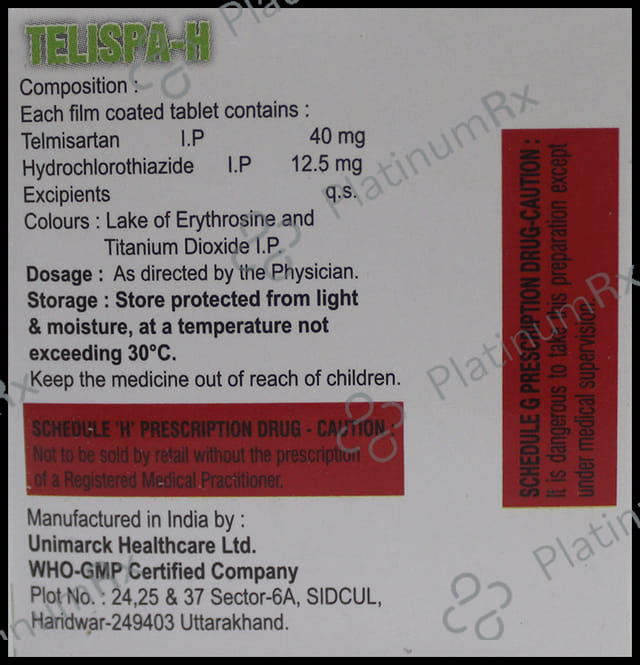 TELISPA-H
Composition :
Each film coated tablet contains :
Telmisartan I.P 40 mg
Hydrochlorothiazide I.P 12.5 mg
Excipients q.s.
Colours : Lake of Erythrosine and
Titanium Dioxide I.P.
Dosage : As directed by the Physician.
Storage : Store protected from light
& moisture, at a temperature not
exceeding 30°C.
Keep the medicine out of reach of children.
SCHEDULE 'H' PRESCRIPTION DRUG - CAUTION :
Not to be sold by retail without the prescription
of a Registered Medical Practitioner.
Manufactured in India by :
Unimarck Healthcare Ltd.
WHO-GMP Certified Company
Plot No. : 24,25 & 37 Sector-6A, SIDCUL,
Haridwar-249403 Uttarakhand.
SCHEDULE G PRESCRIPTION DRUG-CAUTION :
It is dangerous to take this preparation except
under medical supervision.
PlatinumRx
PlatinumRx
PlatinumRx
PlatinumRx
Platin